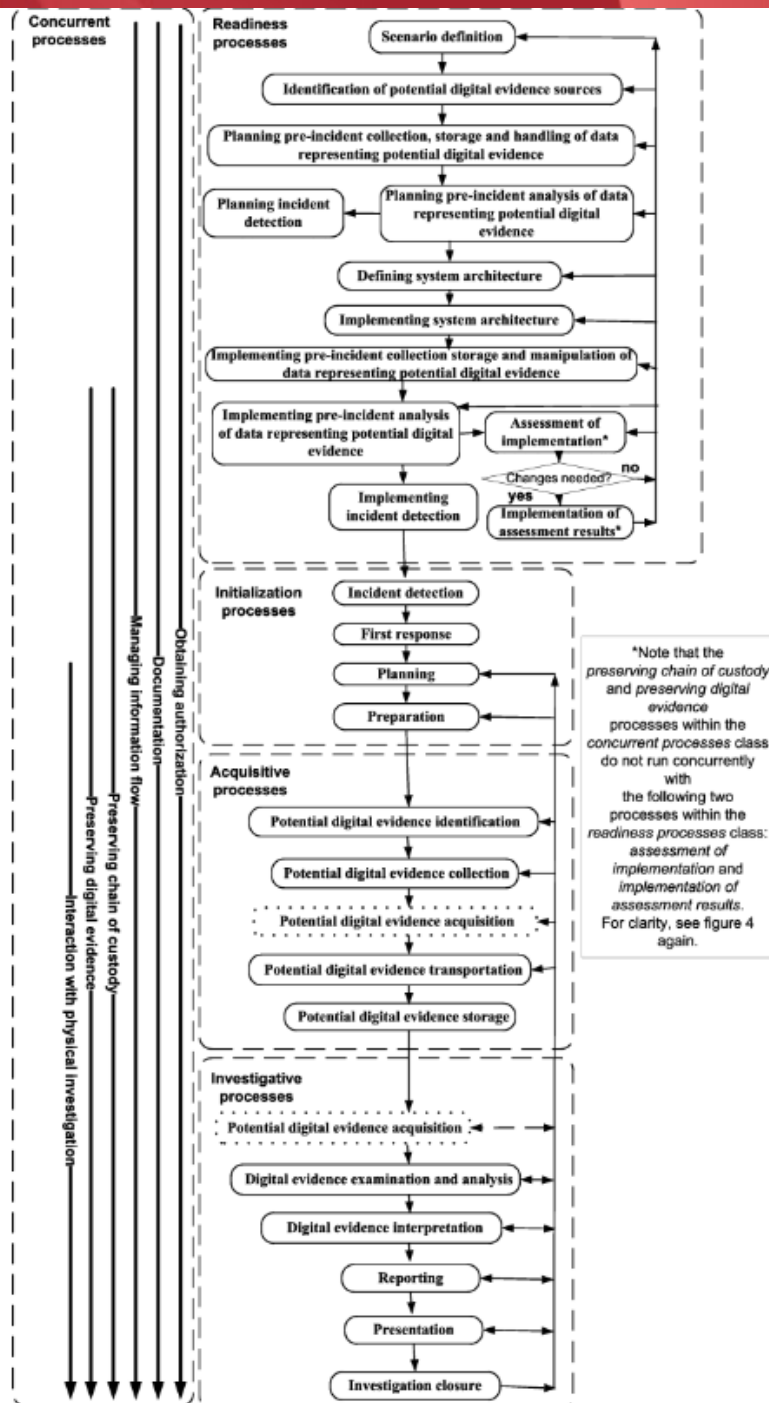 Concurrent
processes
Readiness
processes
Scenario definition
Identification of potential digital evidence sources
Planning pre-incident collection, storage and handling of data
representing potential digital evidence
Planning incident
detection
Planning pre-incident analysis of data
representing potential digital
evidence
Defining system architecture
Implementing system architecture
Implementing pre-incident collection storage and manipulation of
data representing potential digital evidence
Implementing pre-incident analysis
of data representing potential digital
evidence
Assessment of
implementation*
Changes needed?
no
yes
Implementing
incident detection
Implementation of
assessment results*
Initialization
processes
Incident detection
First response
Planning
Preparation
Acquisitive
processes
Potential digital evidence identification
Potential digital evidence collection
Potential digital evidence acquisition
Potential digital evidence transportation
Potential digital evidence storage
Investigative
processes
Potential digital evidence acquisition
Digital evidence examination and analysis
Digital evidence interpretation
Reporting
Presentation
Investigation closure
Interaction with physical investigation
Preserving digital evidence
Preserving chain of custody
Managing information flow
Documentation
Obtaining authorization
*Note that the
preserving chain of custody
and preserving digital
evidence
processes within the
concurrent processes class
do not run concurrently
with
the following two
processes within the
readiness processes class:
assessment of
implementation and
implementation of
assessment results.
For clarity, see figure 4
again.